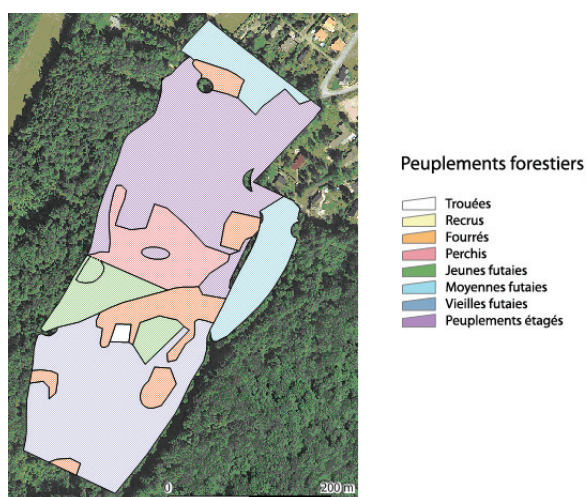 Peuplements forestiers
Trouées
Recrus
Fourrés
Perchis
Jeunes futaies
Moyennes futaies
Vieilles futaies
Peuplements étagés
0 200 m